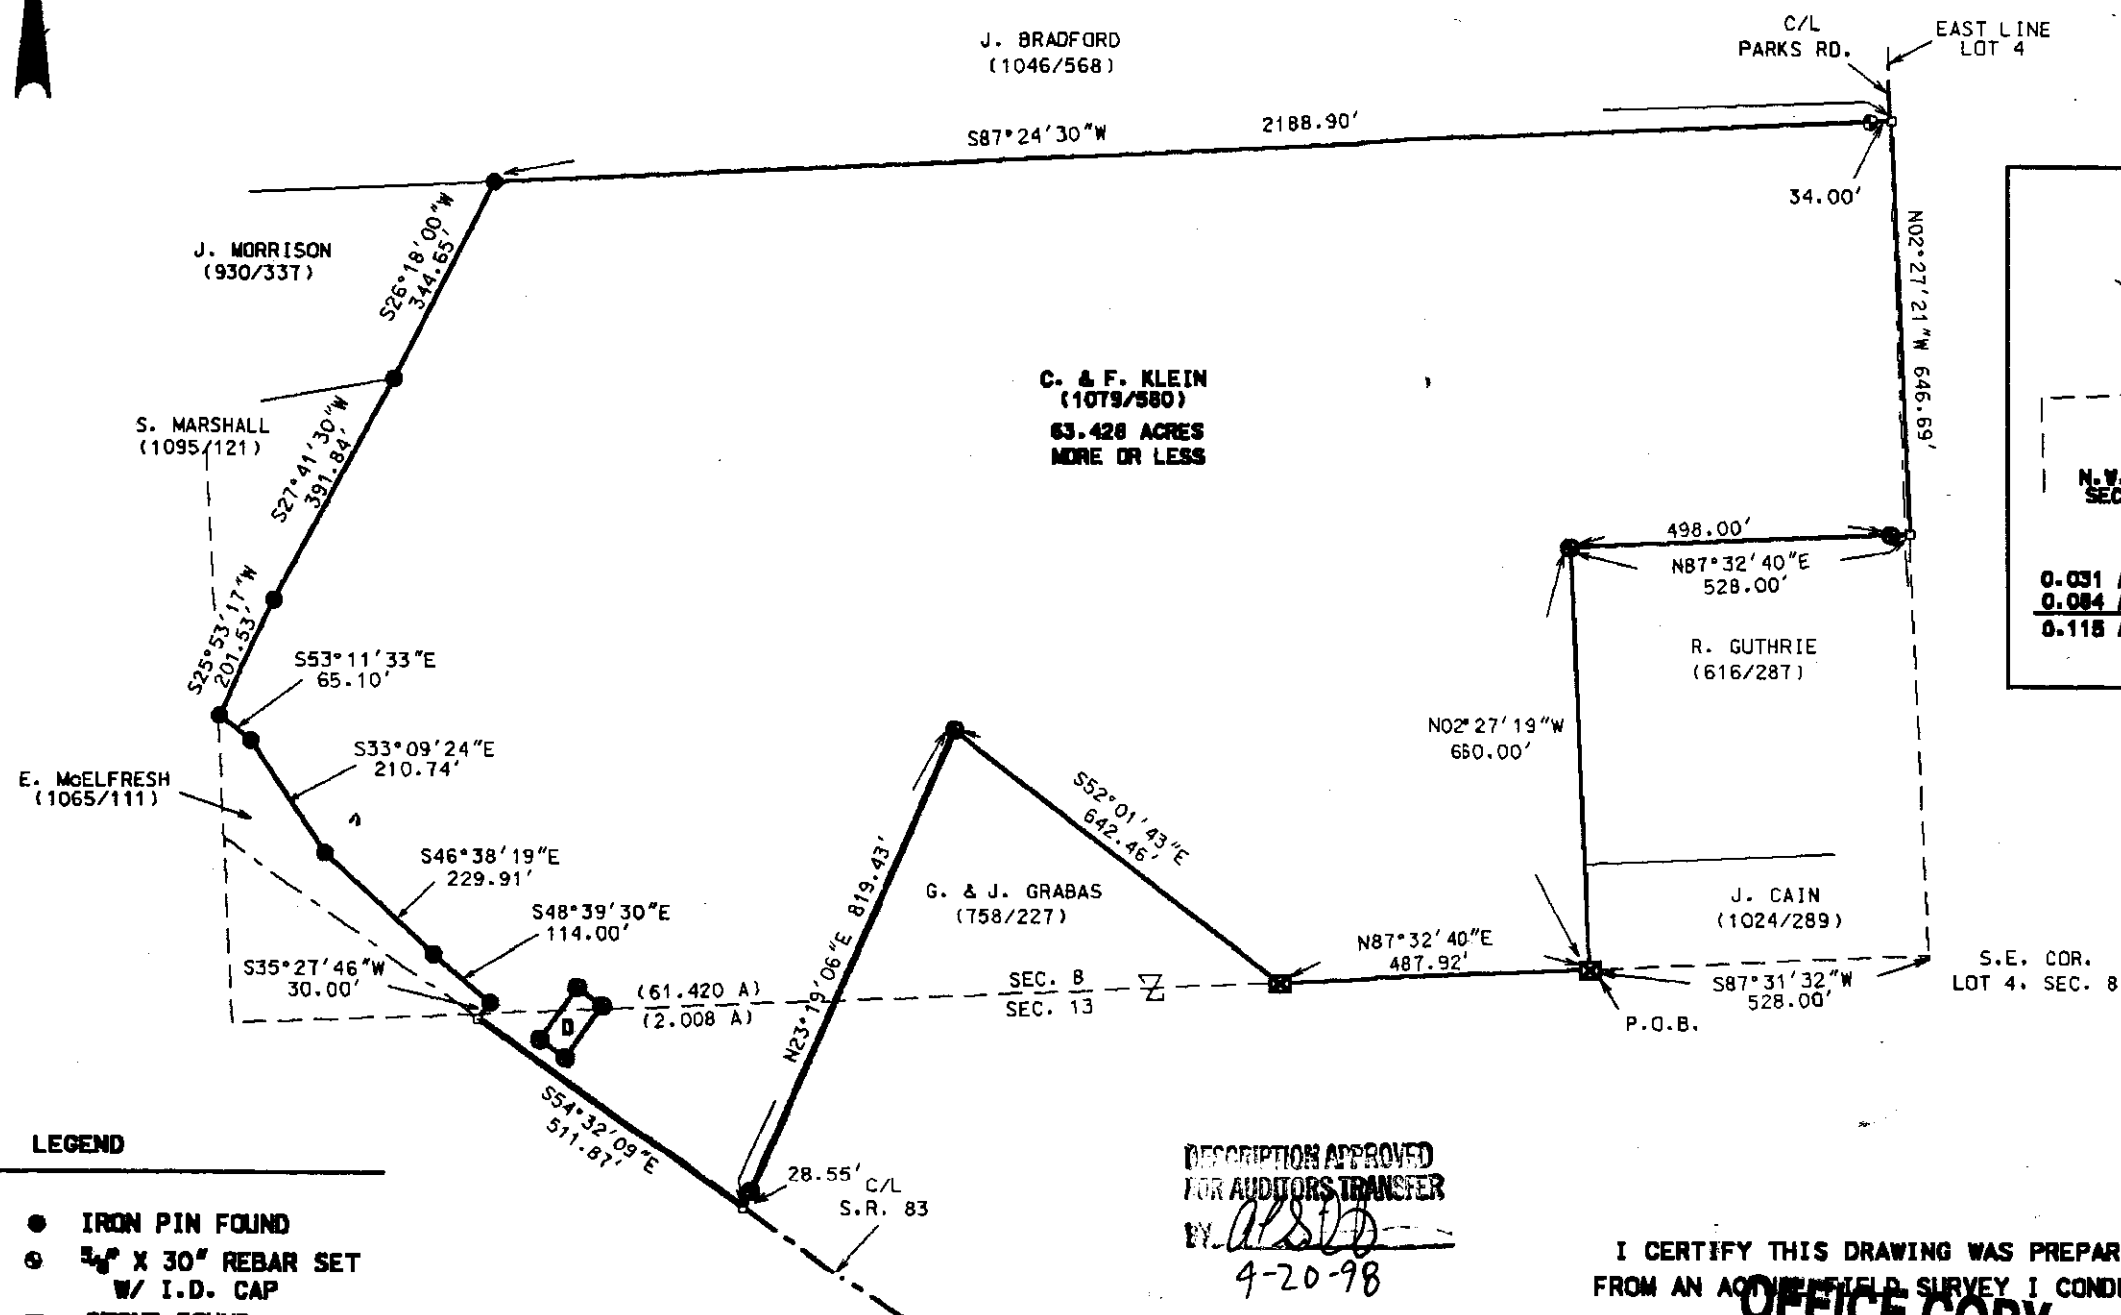 J. BRADFORD
(1046/568)
C/L
PARKS RD.
EAST LINE
LOT 4
S87°24'30"W 2188.90'
34.00'
J. MORRISON
(930/337)
S26°18'00"W
344.65'
N02°27'21"W 646.69'
C. & F. KLEIN
(1079/580)
63.428 ACRES
MORE OR LESS
S. MARSHALL
(1095/121)
S27°41'30"W
391.84'
N.W.
SEC
498.00'
N87°32'40"E
528.00'
0.031
0.084
0.115
S25°53'17"W
201.53'
S53°11'33"E
65.10'
R. GUTHRIE
(616/287)
S33°09'24"E
210.74'
N02°27'19"W
660.00'
E. McELFRESH
(1065/111)
S52°01'43"E
642.46'
N23°19'06"E 819.43'
S46°38'19"E
229.91'
G. & J. GRABAS
(758/227)
J. CAIN
(1024/289)
S48°39'30"E
114.00'
N87°32'40"E
487.92'
S35°27'46"W
30.00'
(61.420 A)
(2.008 A)
SEC. 8
SEC. 13
S87°31'32"W
528.00'
S.E. COR.
LOT 4. SEC. 8
D
P.O.B.
S54°32'09"E
511.87'
28.55'
C/L
S.R. 83
LEGEND
IRON PIN FOUND
5/8" X 30" REBAR SET
W/ I.D. CAP
DESCRIPTION APPROVED
FOR AUDITORS TRANSFER
BY
4-20-98
I CERTIFY THIS DRAWING WAS PREPAR
FROM AN FIELD SURVEY I COND
OFFICE COPY